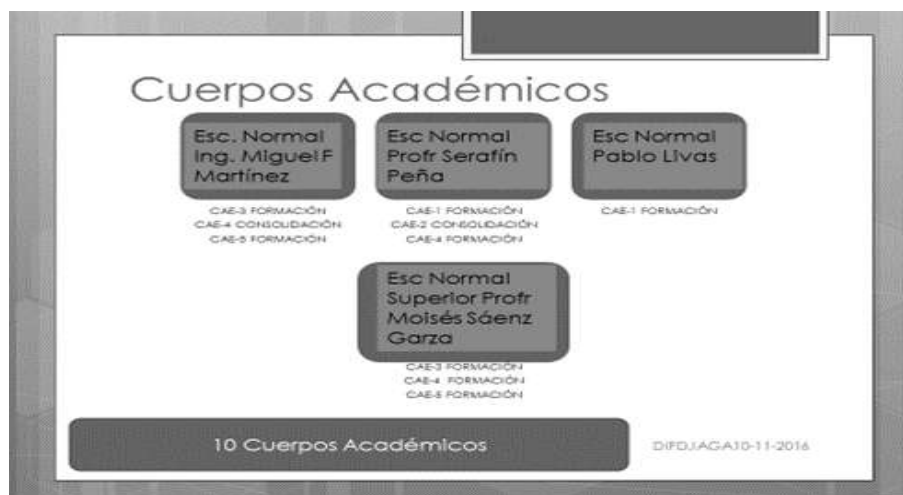 Cuerpos Académicos
Esc. Normal
Ing. Miguel F
Martínez
CAE-3 FORMACIÓN
CAE-4 CONSOLIDACIÓN
CAE-5 FORMACIÓN
Esc Normal
Profr Serafín
Peña
CAE-1 FORMACIÓN
CAE-2 CONSOLIDACIÓN
CAE-4 FORMACIÓN
Esc Normal
Pablo Livas
CAE-1 FORMACIÓN
Esc Normal
Superior Profr
Moisés Sáenz
Garza
CAE-3 FORMACIÓN
CAE-4 FORMACIÓN
CAE-5 FORMACIÓN
10 Cuerpos Académicos
DIFDJAGA10-11-2016